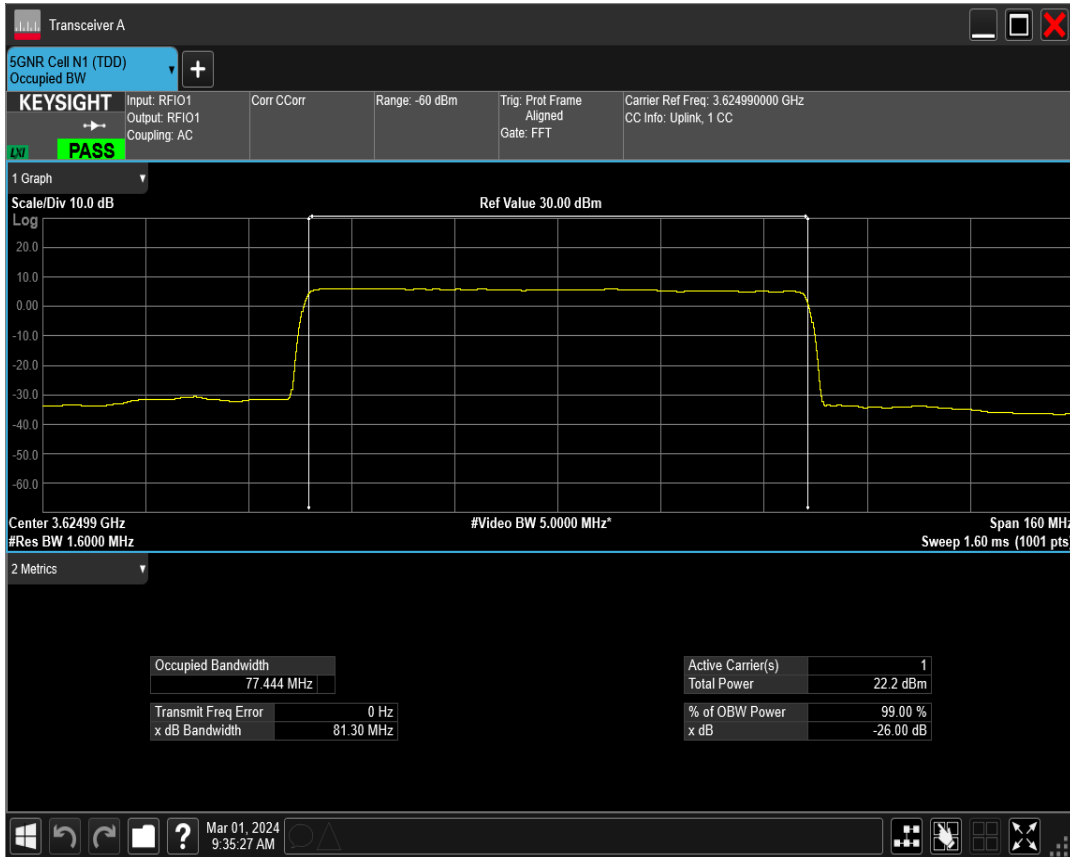 Transceiver A
5GNR Cell N1 (TDD)
Occupied BW
+
KEYSIGHT
LXI
PASS
Input: RFIO1
Output: RFIO1
Coupling: AC
Corr CCorr
Range: -60 dBm
Trig: Prot Frame
Aligned
Gate: FFT
Carrier Ref Freq: 3.624990000 GHz
CC Info: Uplink, 1 CC
1 Graph
Scale/Div 10.0 dB
Ref Value 30.00 dBm
Log
20.0
10.0
0.00
-10.0
-20.0
-30.0
-40.0
-50.0
-60.0
Center 3.62499 GHz
#Video BW 5.0000 MHz*
Span 160 MHz
#Res BW 1.6000 MHz
Sweep 1.60 ms (1001 pts)
2 Metrics
Occupied Bandwidth
77.444 MHz
Transmit Freq Error 0 Hz
x dB Bandwidth 81.30 MHz
Active Carrier(s) 1
Total Power 22.2 dBm
% of OBW Power 99.00 %
x dB -26.00 dB
?
Mar 01, 2024
9:35:27 AM